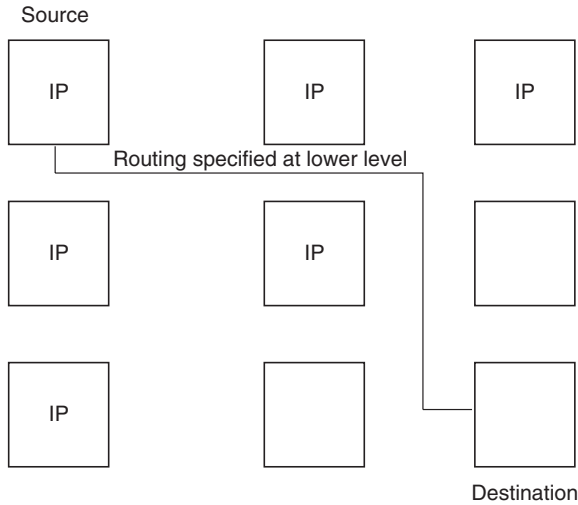 Source
IP
IP
IP
Routing specified at lower level
IP
IP
IP
Destination